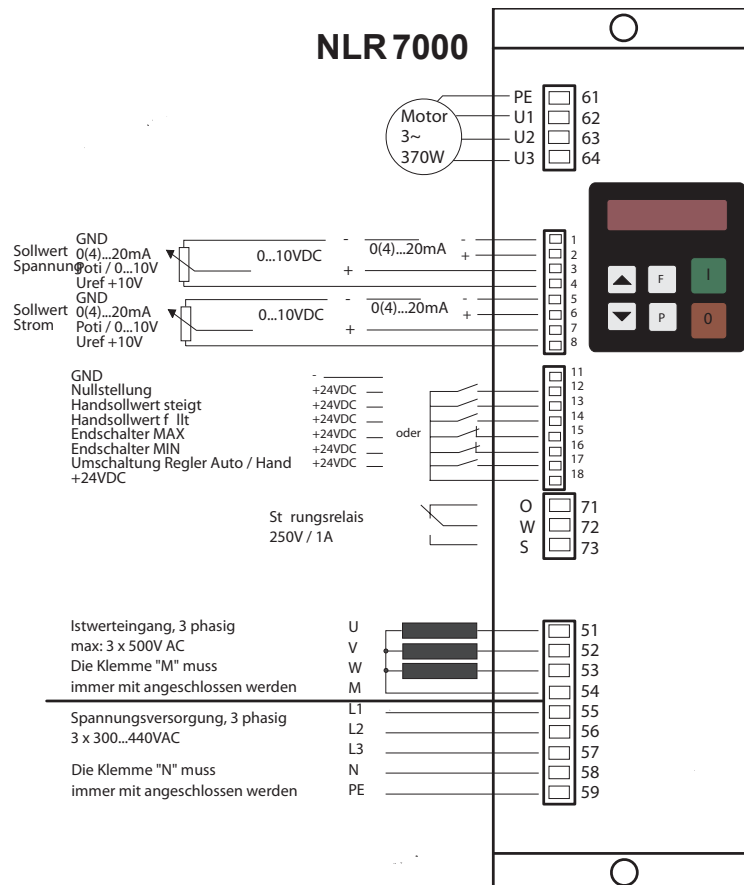 NLR 7000
PE 61
Motor U1 62
3~ U2 63
370W U3 64
GND - - 1
Sollwert 0(4)...20mA 0...10VDC 0(4)...20mA + 2
Spannung Poti / 0...10V + 3
Uref +10V 4
GND - - 5
Sollwert 0(4)...20mA 0...10VDC 0(4)...20mA + 6
Strom Poti / 0...10V + 7
Uref +10V 8
F I
P 0
GND - 11
Nullstellung +24VDC 12
Handsollwert steigt +24VDC 13
Handsollwert f llt +24VDC 14
Endschalter MAX +24VDC oder 15
Endschalter MIN +24VDC 16
Umschaltung Regler Auto / Hand +24VDC 17
+24VDC 18
O 71
St rungsrelais W 72
250V / 1A S 73
Istwerteingang, 3 phasig U 51
max: 3 x 500V AC V 52
Die Klemme "M" muss W 53
immer mit angeschlossen werden M 54
L1 55
Spannungsversorgung, 3 phasig L2 56
3 x 300...440VAC L3 57
Die Klemme "N" muss N 58
immer mit angeschlossen werden PE 59